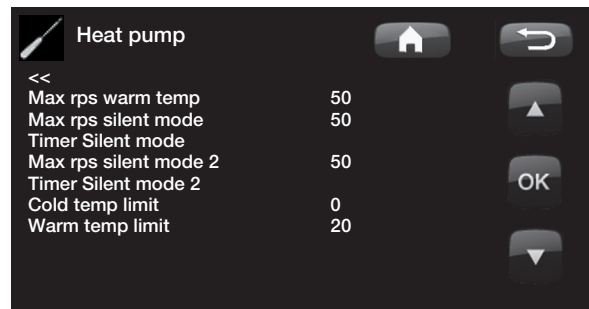 Heat pump
<<
Max rps warm temp 50
Max rps silent mode 50
Timer Silent mode
Max rps silent mode 2 50
Timer Silent mode 2
Cold temp limit 0
Warm temp limit 20
OK